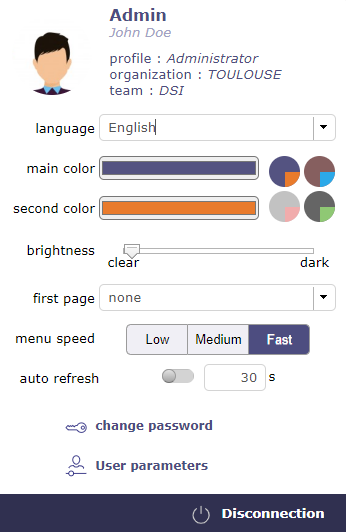 Admin
John Doe
profile : Administrator
organization : TOULOUSE
team : DSI
language English
main color
second color
brightness
clear dark
first page none
menu speed Low Medium Fast
auto refresh 30 s
change password
User parameters
Disconnection